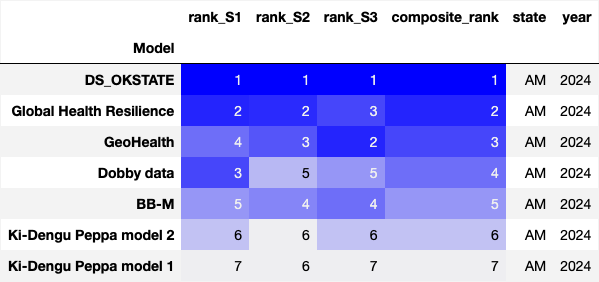 rank_S1 rank_S2 rank_S3 composite_rank state year
Model
DS_OKSTATE 1 1 1 1 AM 2024
Global Health Resilience 2 2 3 2 AM 2024
GeoHealth 4 3 2 3 AM 2024
Dobby data 3 5 5 4 AM 2024
BB-M 5 4 4 5 AM 2024
Ki-Dengu Peppa model 2 6 6 6 6 AM 2024
Ki-Dengu Peppa model 1 7 6 7 7 AM 2024